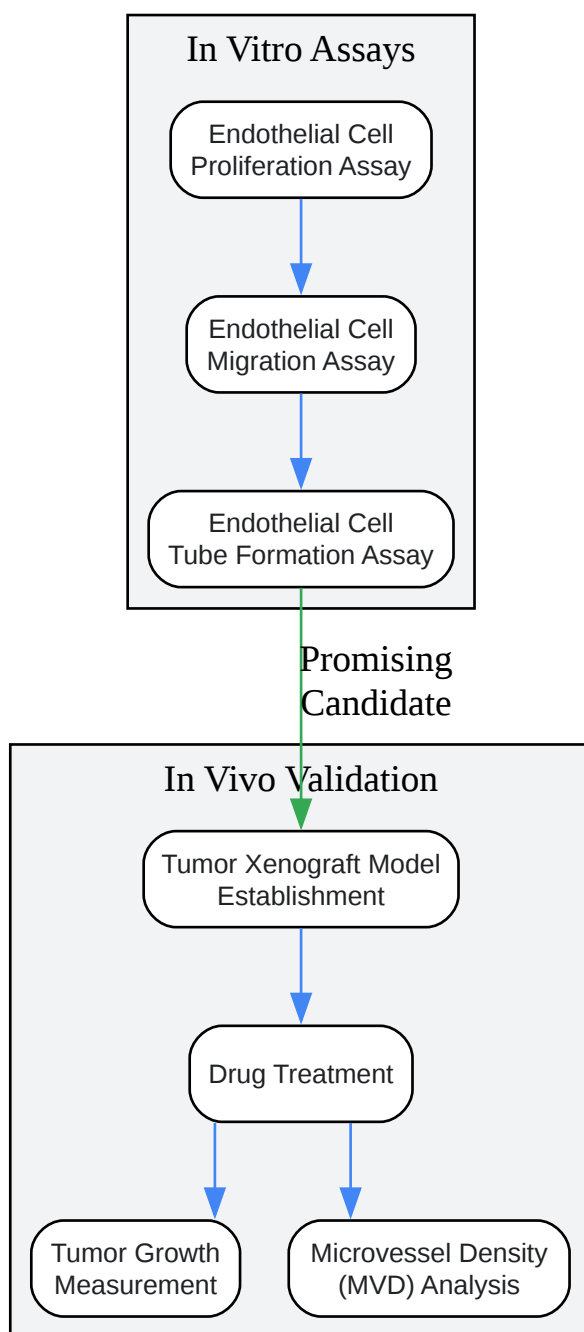 In Vitro Assays
Endothelial Cell
Proliferation Assay
Endothelial Cell
Migration Assay
Endothelial Cell
Tube Formation Assay
Promising
Candidate
In Vivo Validation
Tumor Xenograft Model
Establishment
Drug Treatment
Tumor Growth
Measurement
Microvessel Density
(MVD) Analysis